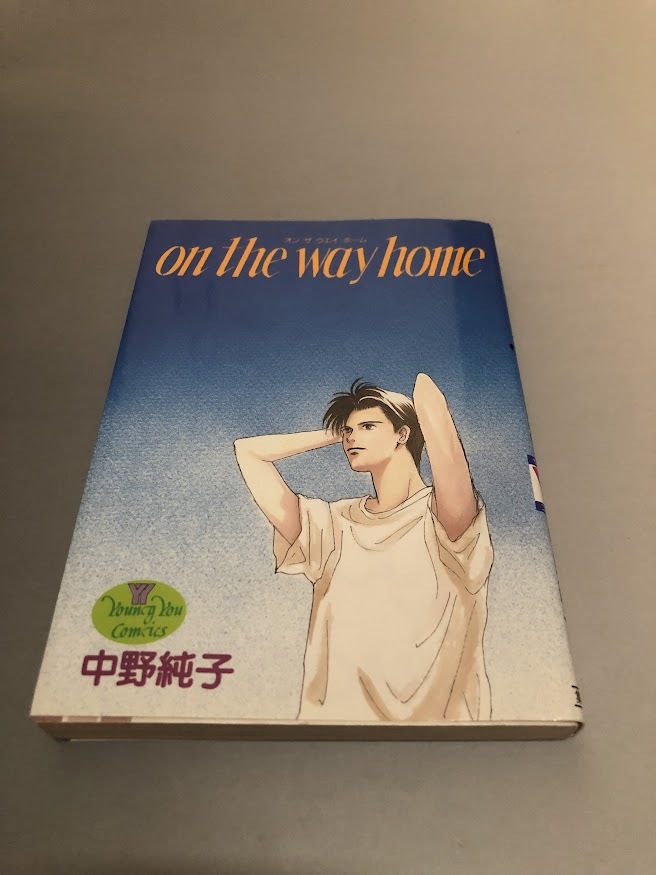 オン ザ ウエイ ホーム
on the way home
YY
Young You
Comics
中野純子